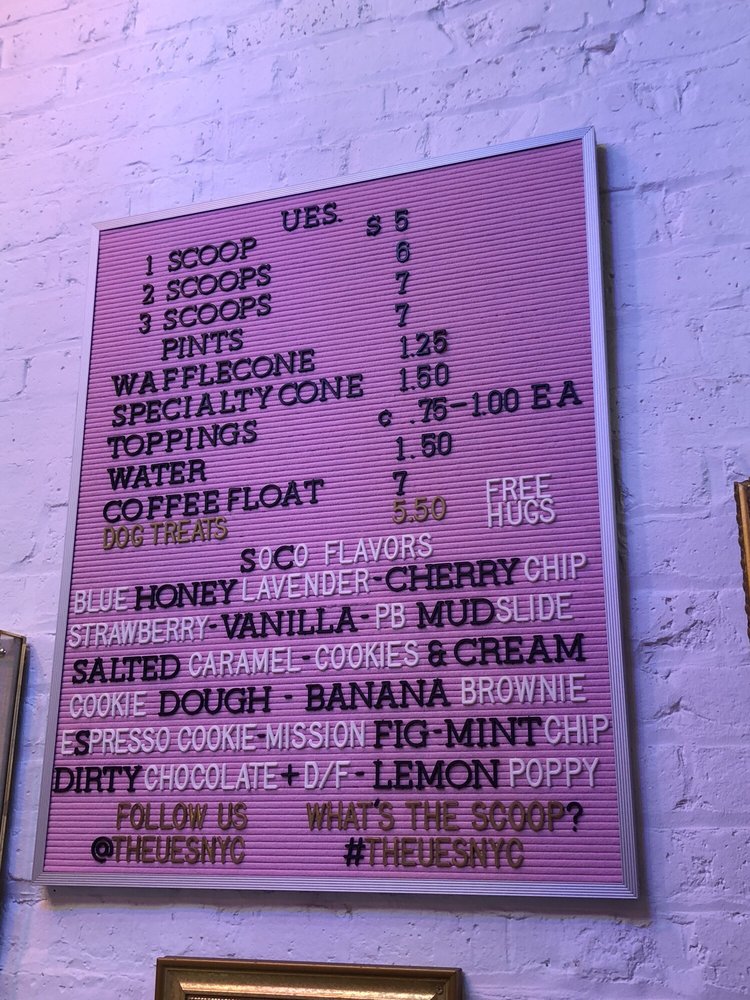 UES.
1 SCOOP $ 5
2 SCOOPS 6
3 SCOOPS 7
PINTS 7
WAFFLECONE 1.25
SPECIALTY CONE 1.50
TOPPINGS ¢ .75-1.00 EA
WATER 1.50
COFFEE FLOAT 7
DOG TREATS 5.50
FREE
HUGS
SOCO FLAVORS
BLUE HONEY LAVENDER-CHERRY CHIP
STRAWBERRY-VANILLA-PB MUDSLIDE
SALTED CARAMEL-COOKIES & CREAM
COOKIE DOUGH - BANANA BROWNIE
ESPRESSO COOKIE-MISSION FIG-MINT CHIP
DIRTY CHOCOLATE + D/F - LEMON POPPY
FOLLOW US WHAT'S THE SCOOP?
@THEUESNYC #THEUESNYC